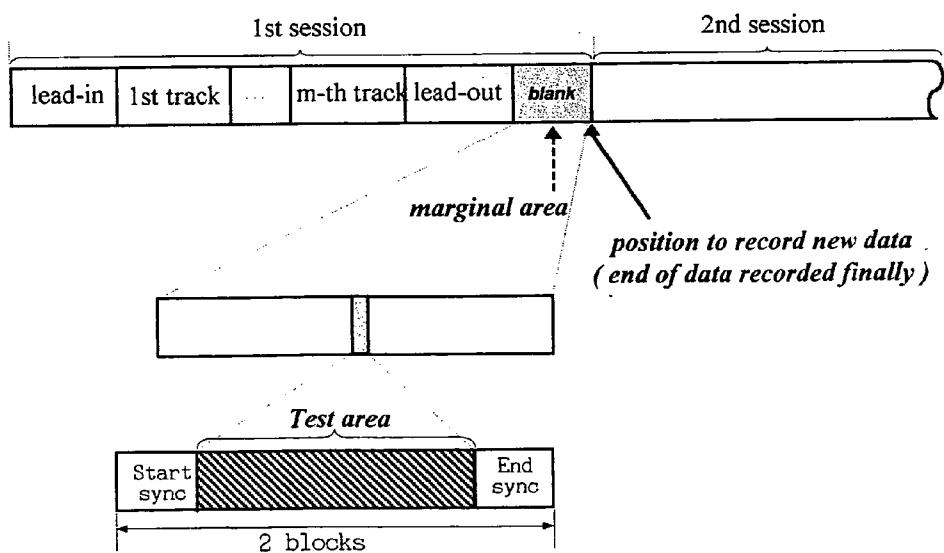 1st session
2nd session
lead-in
1st track
....
m-th track
lead-out
blank
marginal area
position to record new data
( end of data recorded finally )
Test area
Start
sync
End
sync
2 blocks